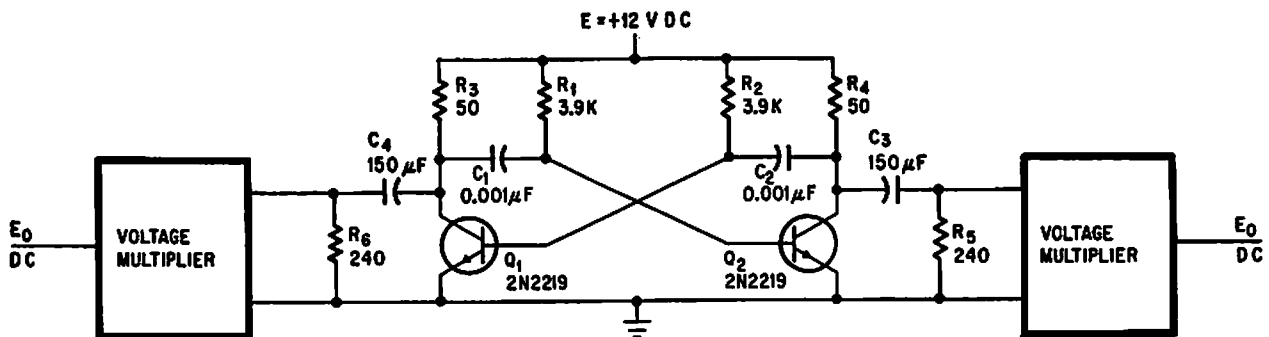 E = +12 V DC
R3
50
R1
3.9K
R2
3.9K
R4
50
C4
150 μF
C1
0.001μF
C2
0.001μF
C3
150 μF
E0
DC
VOLTAGE
MULTIPLIER
R6
240
Q1
2N2219
Q2
2N2219
R5
240
VOLTAGE
MULTIPLIER
E0
DC